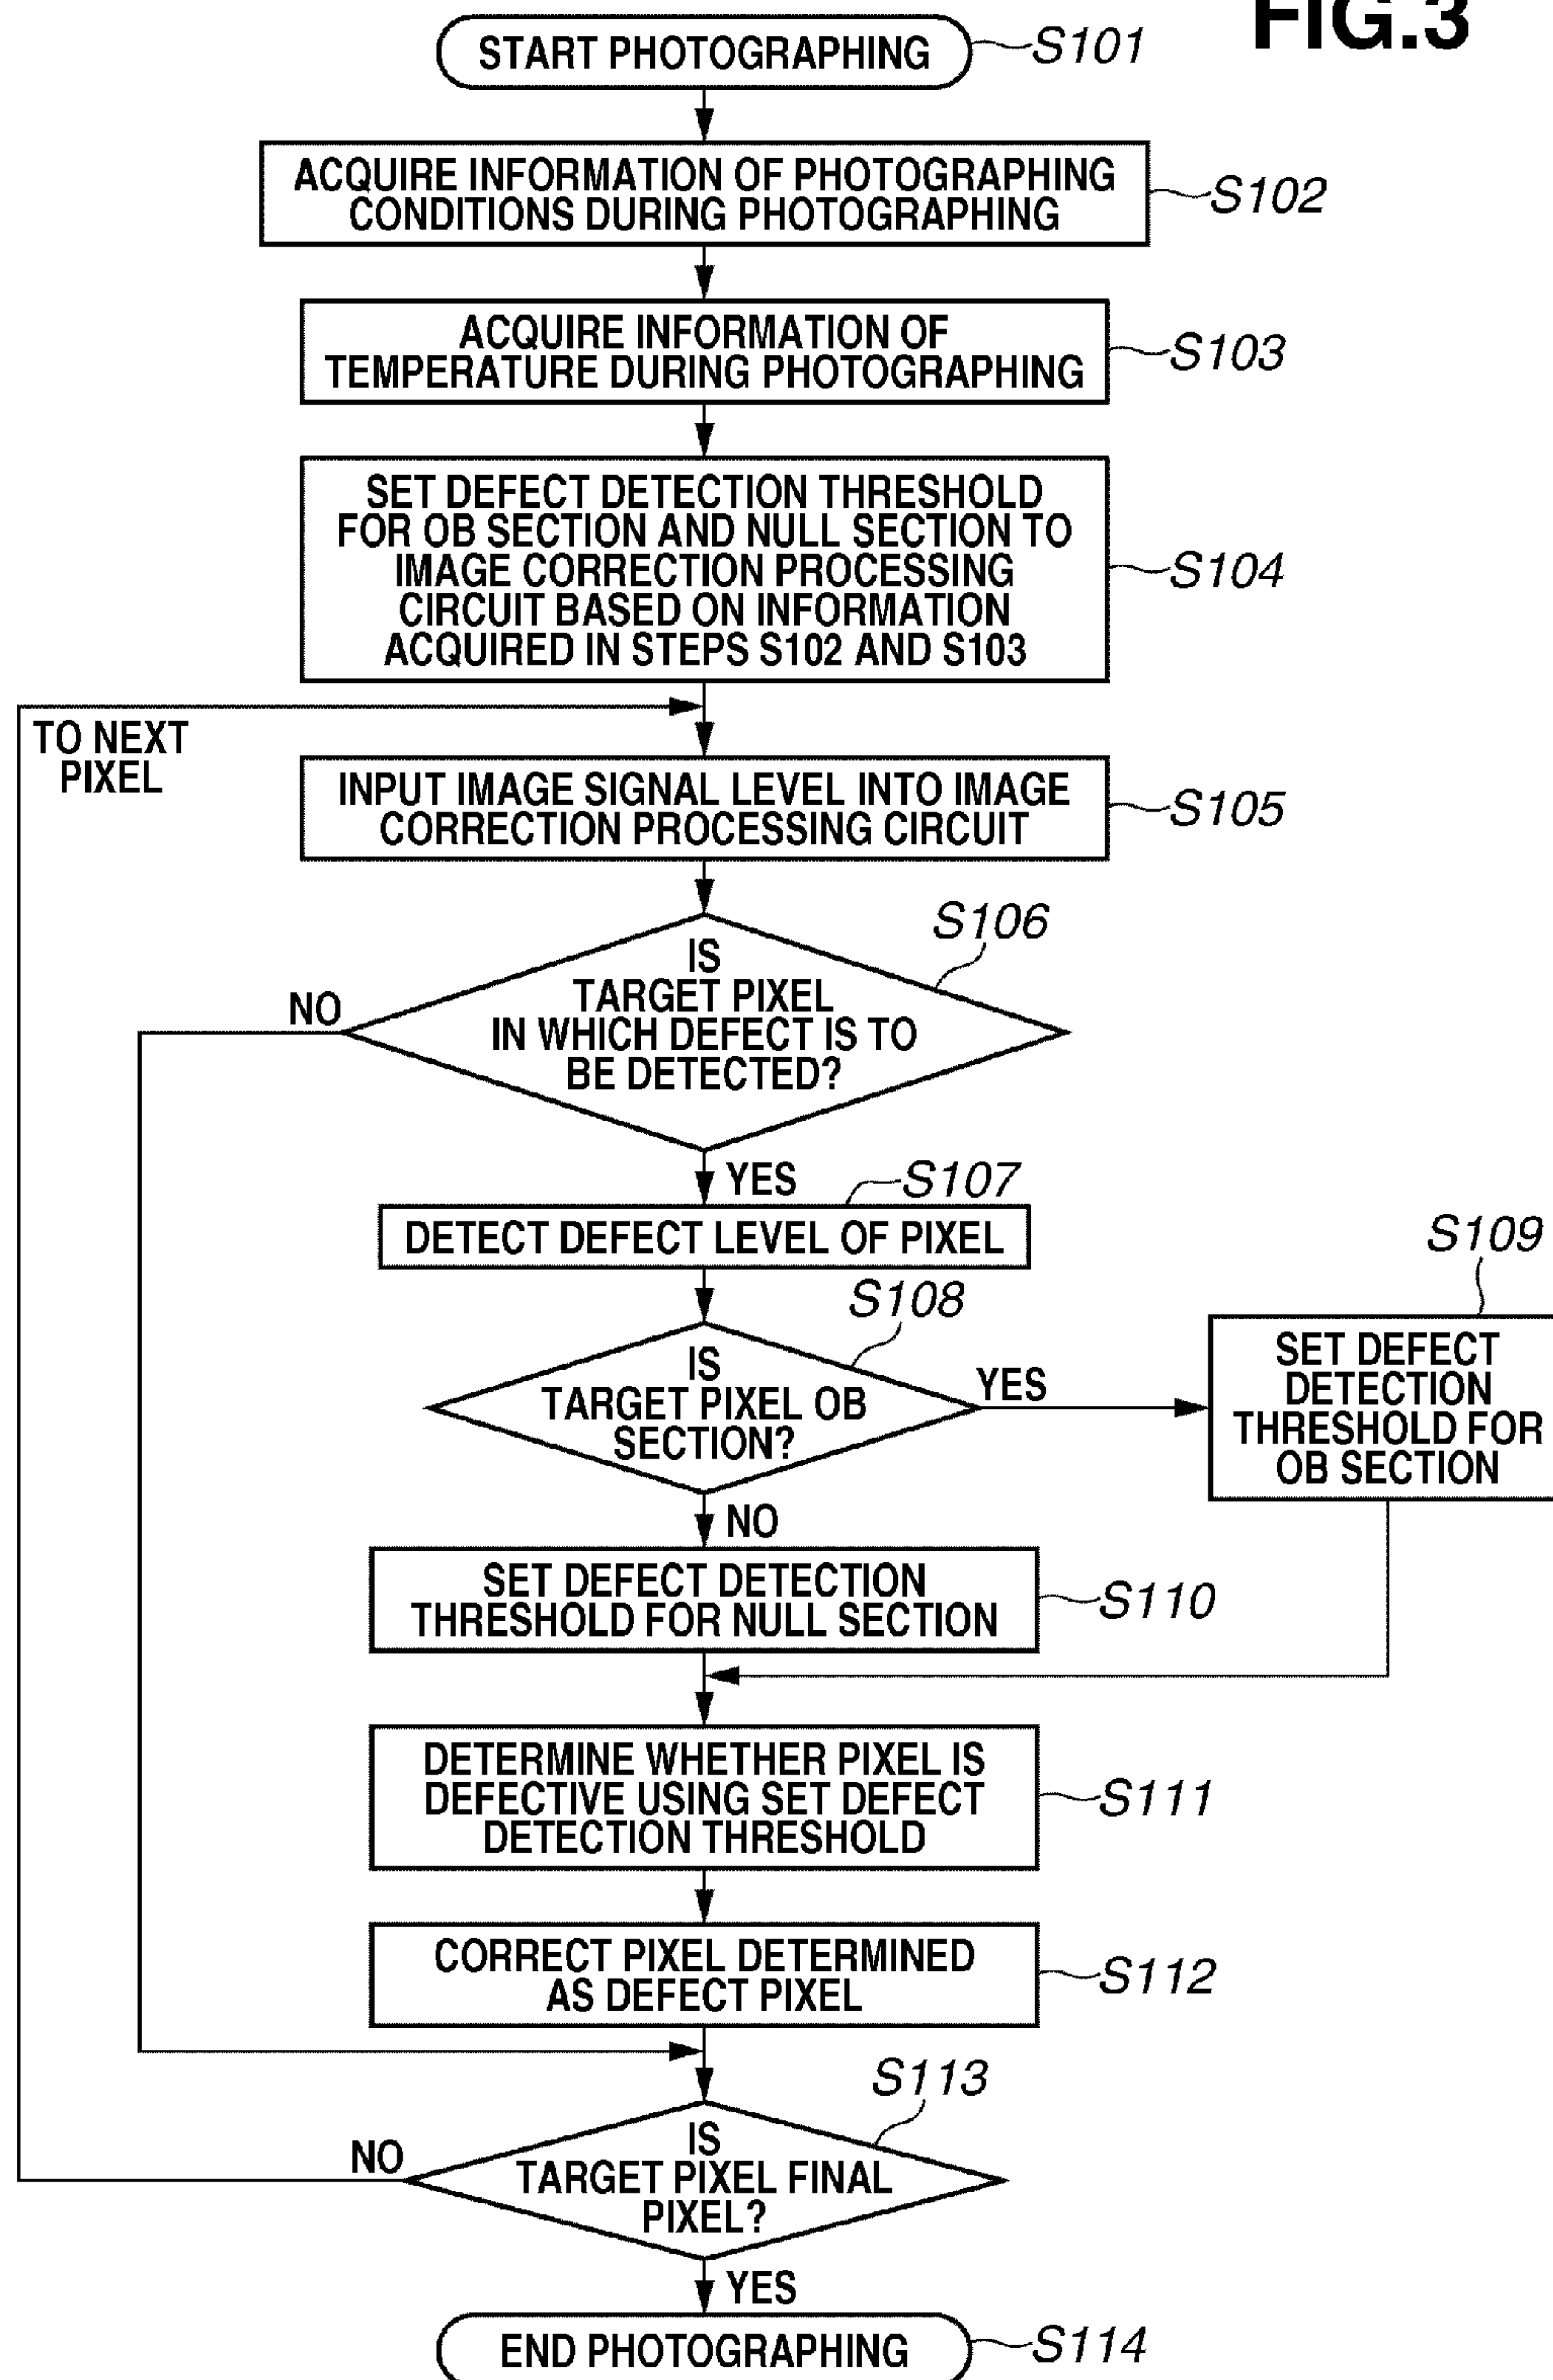 FIG.3
START PHOTOGRAPHING
S101
ACQUIRE INFORMATION OF PHOTOGRAPHING
CONDITIONS DURING PHOTOGRAPHING
S102
ACQUIRE INFORMATION OF
TEMPERATURE DURING PHOTOGRAPHING
S103
SET DEFECT DETECTION THRESHOLD
FOR OB SECTION AND NULL SECTION TO
IMAGE CORRECTION PROCESSING
CIRCUIT BASED ON INFORMATION
ACQUIRED IN STEPS S102 AND S103
S104
TO NEXT
PIXEL
INPUT IMAGE SIGNAL LEVEL INTO IMAGE
CORRECTION PROCESSING CIRCUIT
S105
S106
IS
TARGET PIXEL
IN WHICH DEFECT IS TO
BE DETECTED?
NO
YES
S107
DETECT DEFECT LEVEL OF PIXEL
S108
IS
TARGET PIXEL OB
SECTION?
YES
S109
SET DEFECT
DETECTION
THRESHOLD FOR
OB SECTION
NO
SET DEFECT DETECTION
THRESHOLD FOR NULL SECTION
S110
DETERMINE WHETHER PIXEL IS
DEFECTIVE USING SET DEFECT
DETECTION THRESHOLD
S111
CORRECT PIXEL DETERMINED
AS DEFECT PIXEL
S112
S113
IS
TARGET PIXEL FINAL
PIXEL?
NO
YES
END PHOTOGRAPHING
S114